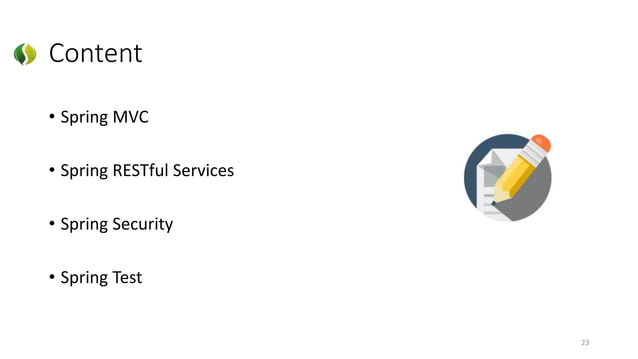 Content
• Spring MVC
• Spring RESTful Services
• Spring Security
• Spring Test
23